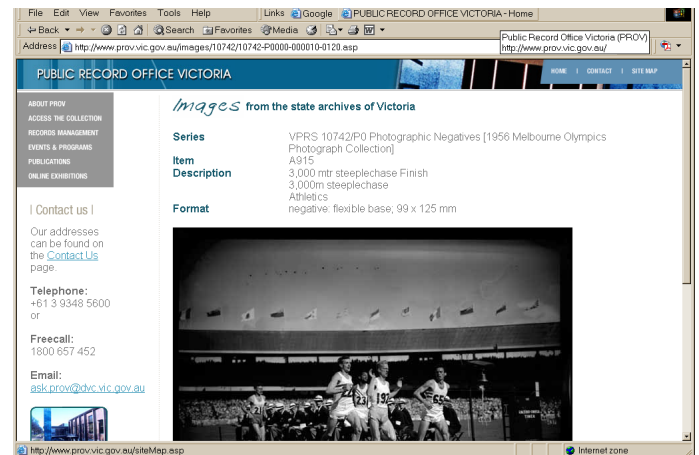 File Edit View Favorites Tools Help Links Google PUBLIC RECORD OFFICE VICTORIA - Home
Back Search Favorites Media
Public Record Office Victoria (PROV)
http://www.prov.vic.gov.au/
Address http://www.prov.vic.gov.au/images/10742/10742-P0000-000010-0120.asp
PUBLIC RECORD OFFICE VICTORIA
HOME | CONTACT | SITE MAP
ABOUT PROV
ACCESS THE COLLECTION
RECORDS MANAGEMENT
EVENTS & PROGRAMS
PUBLICATIONS
ONLINE EXHIBITIONS
| Contact us |
Our addresses
can be found on
the Contact Us
page.
Telephone:
+61 3 9348 5600
or
Freecall:
1800 657 452
Email:
ask.prov@dvc.vic.gov.au
Images from the state archives of Victoria
Series VPRS 10742/P0 Photographic Negatives [1956 Melbourne Olympics
Photograph Collection]
Item A915
Description 3,000 mtr steeplechase Finish
3,000m steeplechase
Athletics
Format negative: flexible base; 99 x 125 mm
21
23
192
65
http://www.prov.vic.gov.au/siteMap.asp
Internet zone